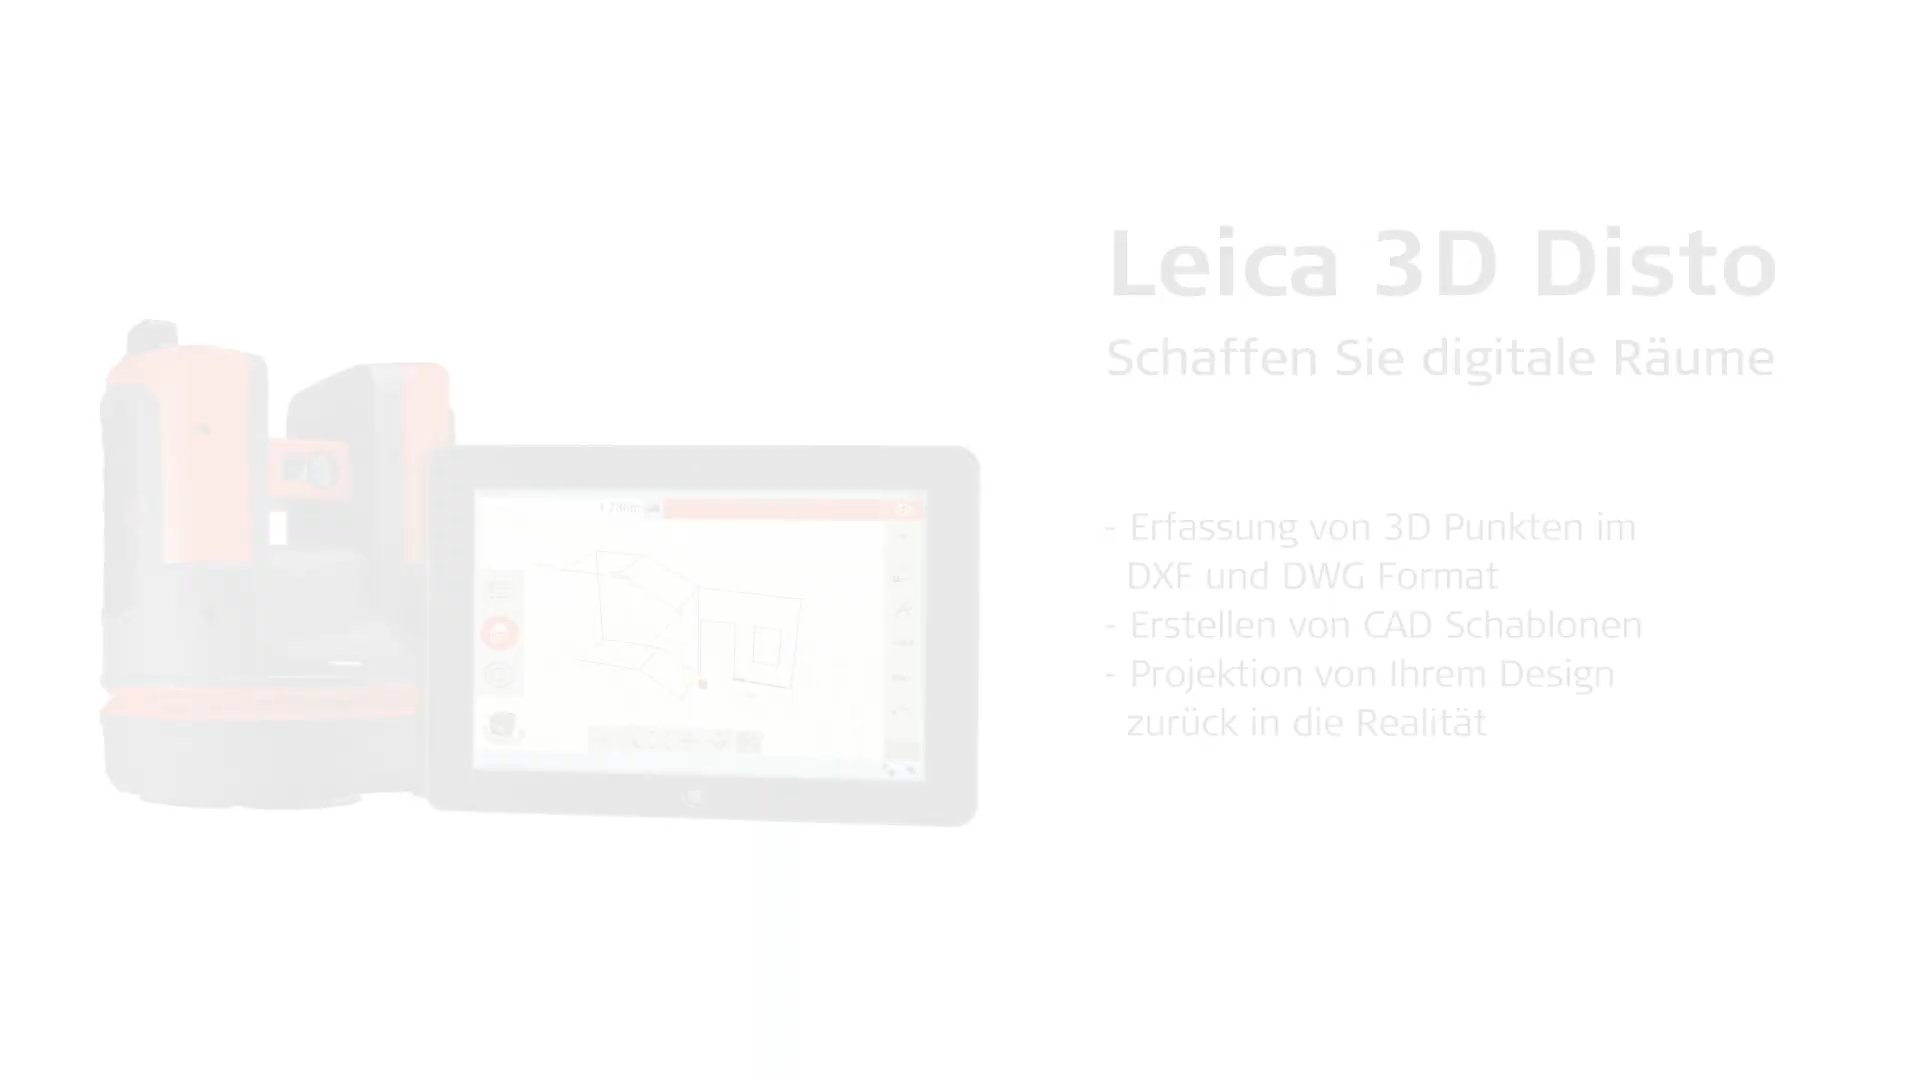 Leica 3D Disto
Schaffen Sie digitale Räume
- Erfassung von 3D Punkten im
DXF und DWG Format
- Erstellen von CAD Schablonen
- Projektion von Ihrem Design
zurück in die Realität